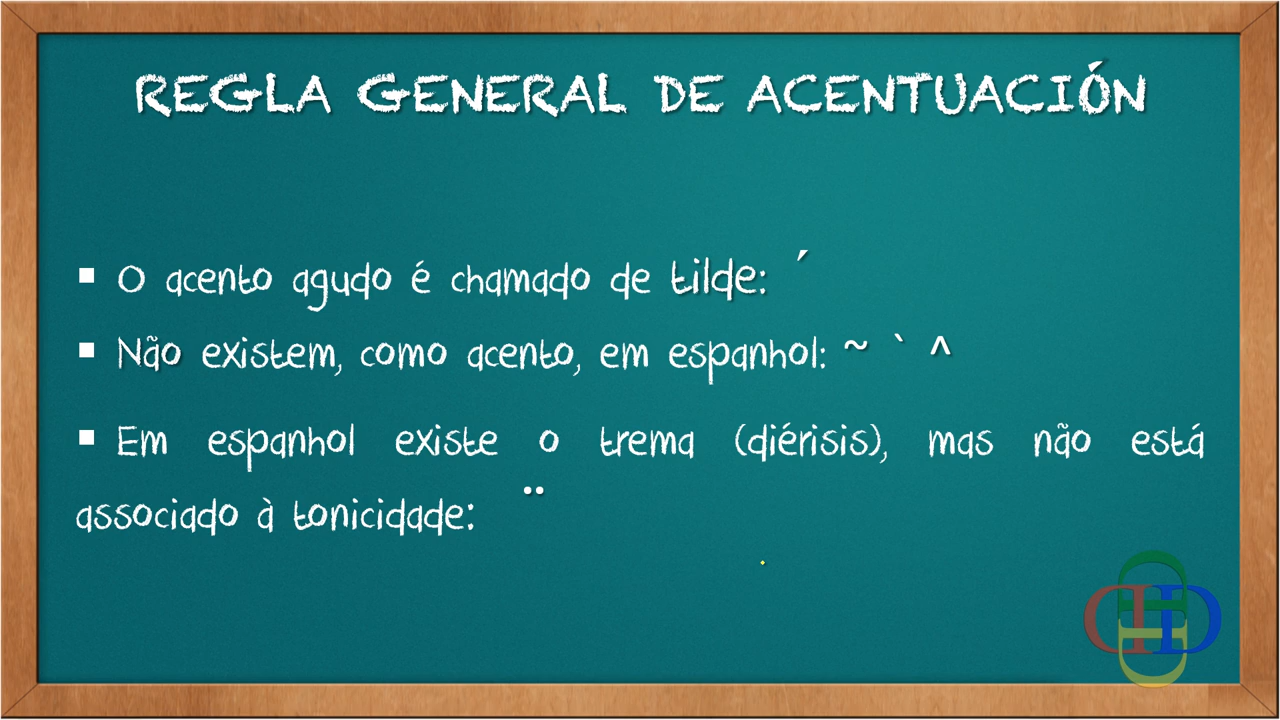 REGLA GENERAL DE ACENTUACIÓN
▪ O acento agudo é chamado de tilde: ´
▪ Não existem, como acento, em espanhol: ~ ` ^
▪ Em espanhol existe o trema (diérisis), mas não está
associado à tonicidade: ¨